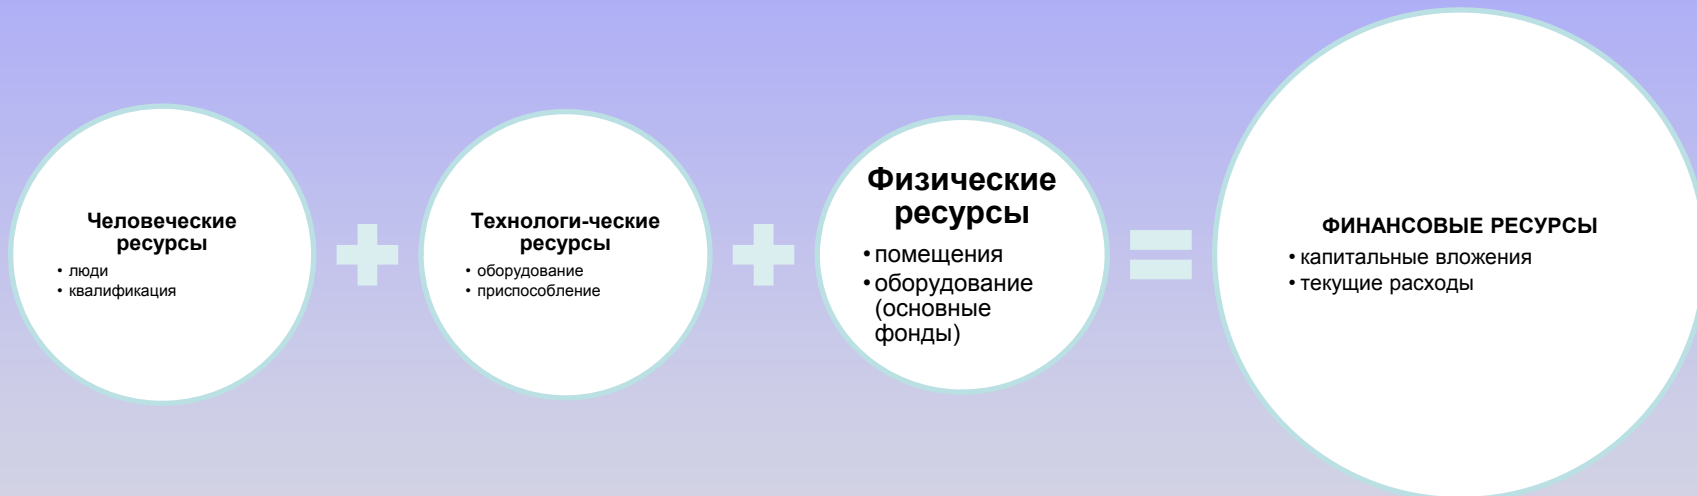 Человеческие
ресурсы
• люди
• квалификация
Технологи-ческие
ресурсы
• оборудование
• приспособление
Физические
ресурсы
• помещения
• оборудование
(основные
фонды)
ФИНАНСОВЫЕ РЕСУРСЫ
• капитальные вложения
• текущие расходы